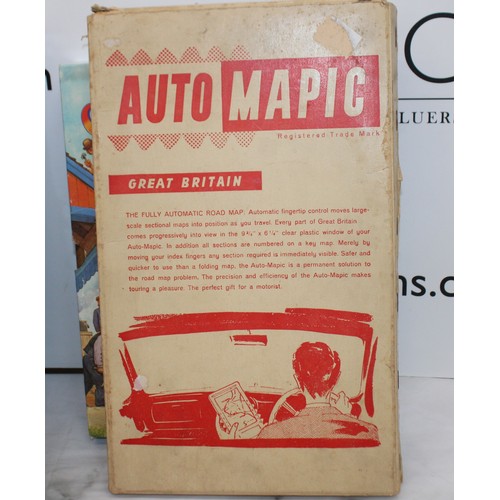 AUTO MAPIC
Registered Trade Mark
GREAT BRITAIN
THE FULLY AUTOMATIC ROAD MAP: Automatic fingertip control moves large-
scale sectional maps into position as you travel. Every part of Great Britain
comes progressively into view in the 9¾" x 6¼" clear plastic window of your
Auto-Mapic. In addition all sections are numbered on a key map. Merely by
moving your index fingers any section required is immediately visible. Safer and
quicker to use than a folding map, the Auto-Mapic is a permanent solution to
the road map problem. The precision and efficiency of the Auto-Mapic makes
touring a pleasure. The perfect gift for a motorist.
LUER
ns.c